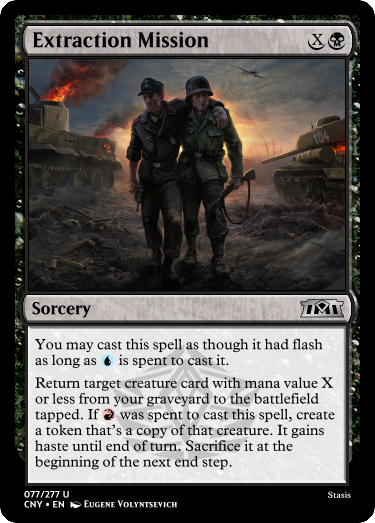 Extraction Mission X
Sorcery
You may cast this spell as though it had flash
as long as is spent to cast it.
Return target creature card with mana value X
or less from your graveyard to the battlefield
tapped. If was spent to cast this spell, create
a token that's a copy of that creature. It gains
haste until end of turn. Sacrifice it at the
beginning of the next end step.
077/277 U
Stasis
CNY • EN Eugene Volyntsevich